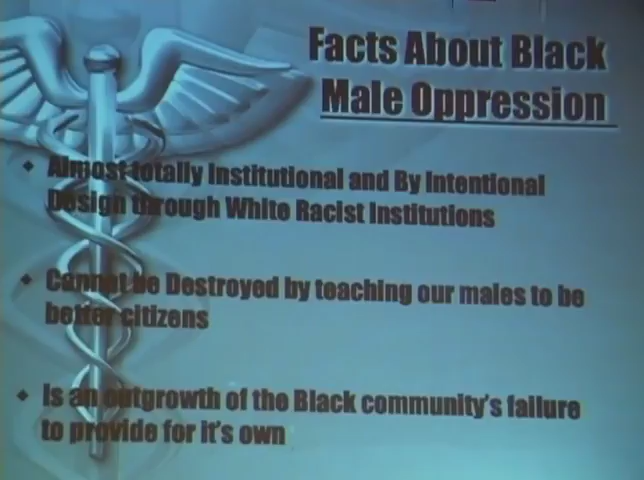 Facts About Black
Male Oppression
Almost totally Institutional and By Intentional
Design through White Racist Institutions
Cannot be Destroyed by teaching our males to be
better citizens
Is an outgrowth of the Black community's failure
to provide for it's own